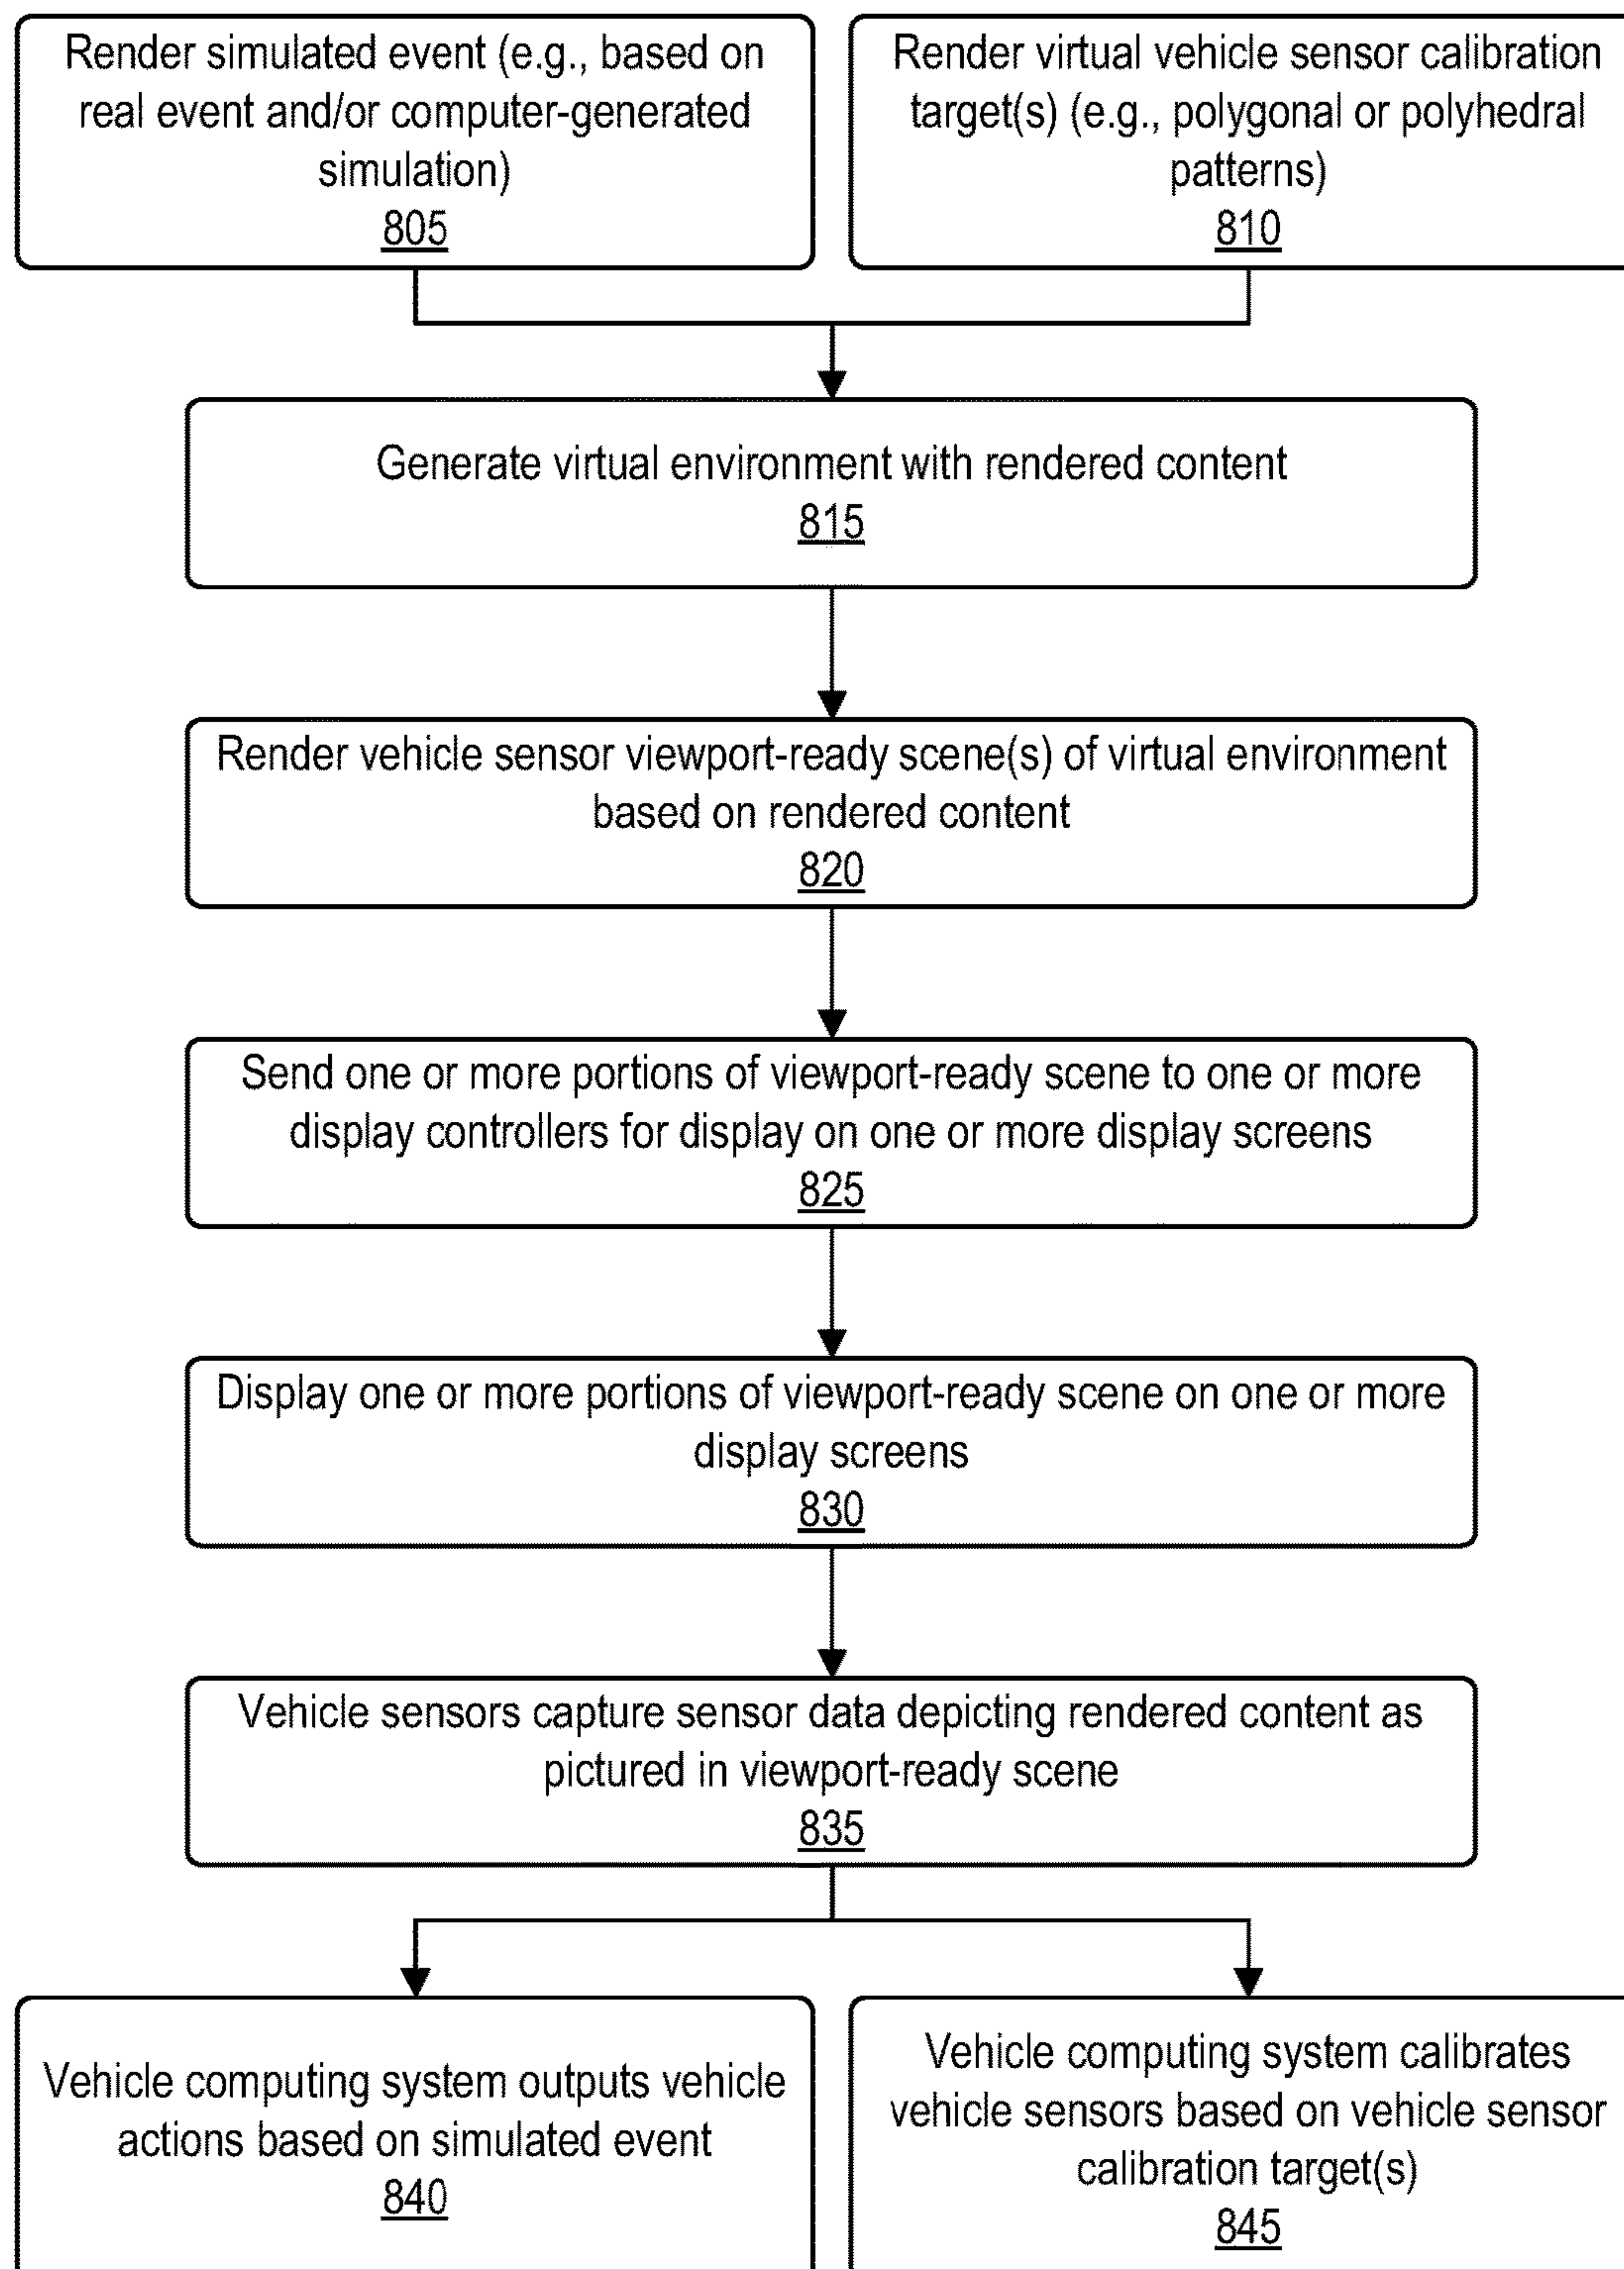 Render simulated event (e.g., based on
real event and/or computer-generated
simulation)
805
Render virtual vehicle sensor calibration
target(s) (e.g., polygonal or polyhedral
patterns)
810
Generate virtual environment with rendered content
815
Render vehicle sensor viewport-ready scene(s) of virtual environment
based on rendered content
820
Send one or more portions of viewport-ready scene to one or more
display controllers for display on one or more display screens
825
Display one or more portions of viewport-ready scene on one or more
display screens
830
Vehicle sensors capture sensor data depicting rendered content as
pictured in viewport-ready scene
835
Vehicle computing system outputs vehicle
actions based on simulated event
840
Vehicle computing system calibrates
vehicle sensors based on vehicle sensor
calibration target(s)
845